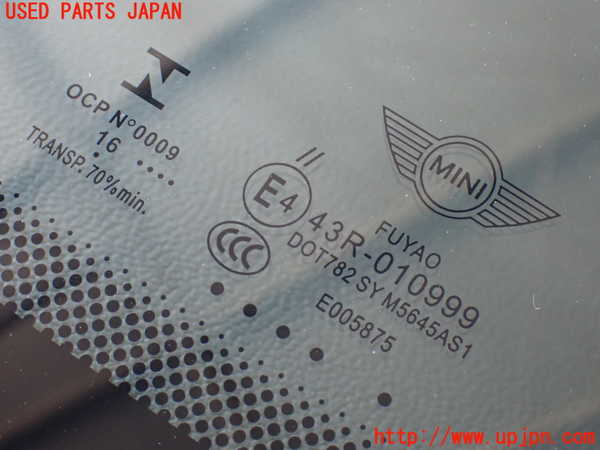 USED PARTS JAPAN
OCP N°0009
16
TRANSP. 70% min.
MINI
E4
43R-010999
FUYAO
CCC
DOT782 SY M5645AS1
E005875
http://www.upjpn.com